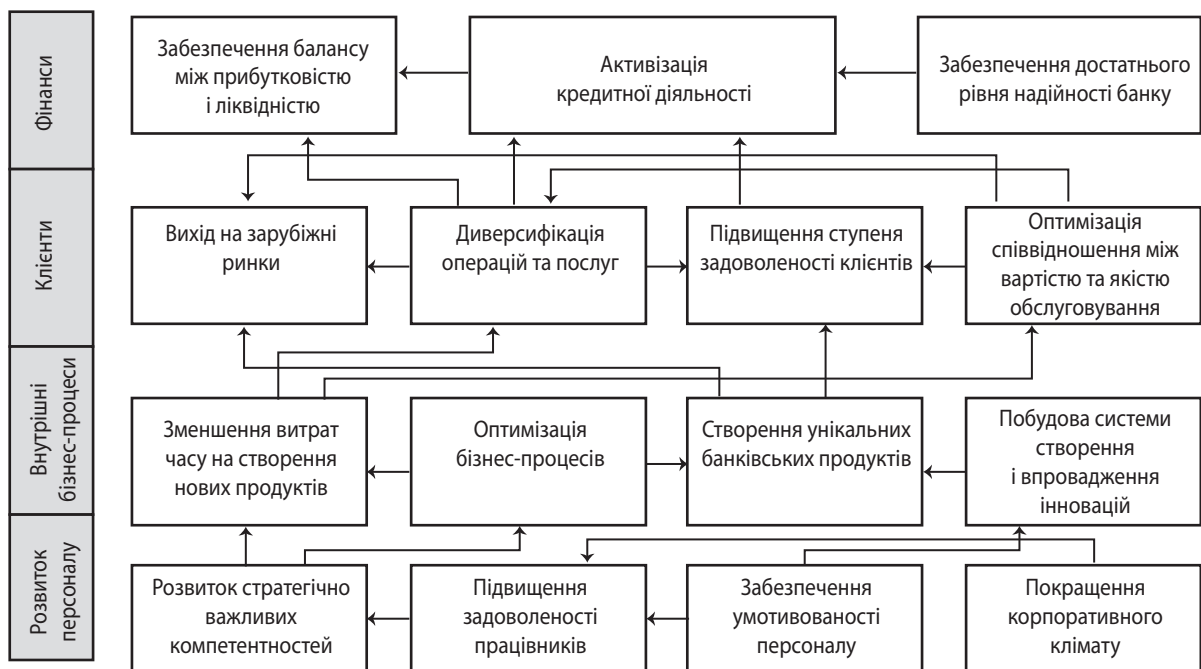 Фінанси
Забезпечення балансу
між прибутковістю
і ліквідністю
Активізація
кредитної діяльності
Забезпечення достатнього
рівня надійності банку
Клієнти
Вихід на зарубіжні
ринки
Диверсифікація
операцій та послуг
Підвищення ступеня
задоволеності клієнтів
Оптимізація
співвідношення між
вартістю та якістю
обслуговування
Внутрішні
бізнес-процеси
Зменшення витрат
часу на створення
нових продуктів
Оптимізація
бізнес-процесів
Створення унікальних
банківських продуктів
Побудова системи
створення
і впровадження
інновацій
Розвиток
персоналу
Розвиток стратегічно
важливих
компетентностей
Підвищення
задоволеності
працівників
Забезпечення
умотивованості
персоналу
Покращення
корпоративного
клімату